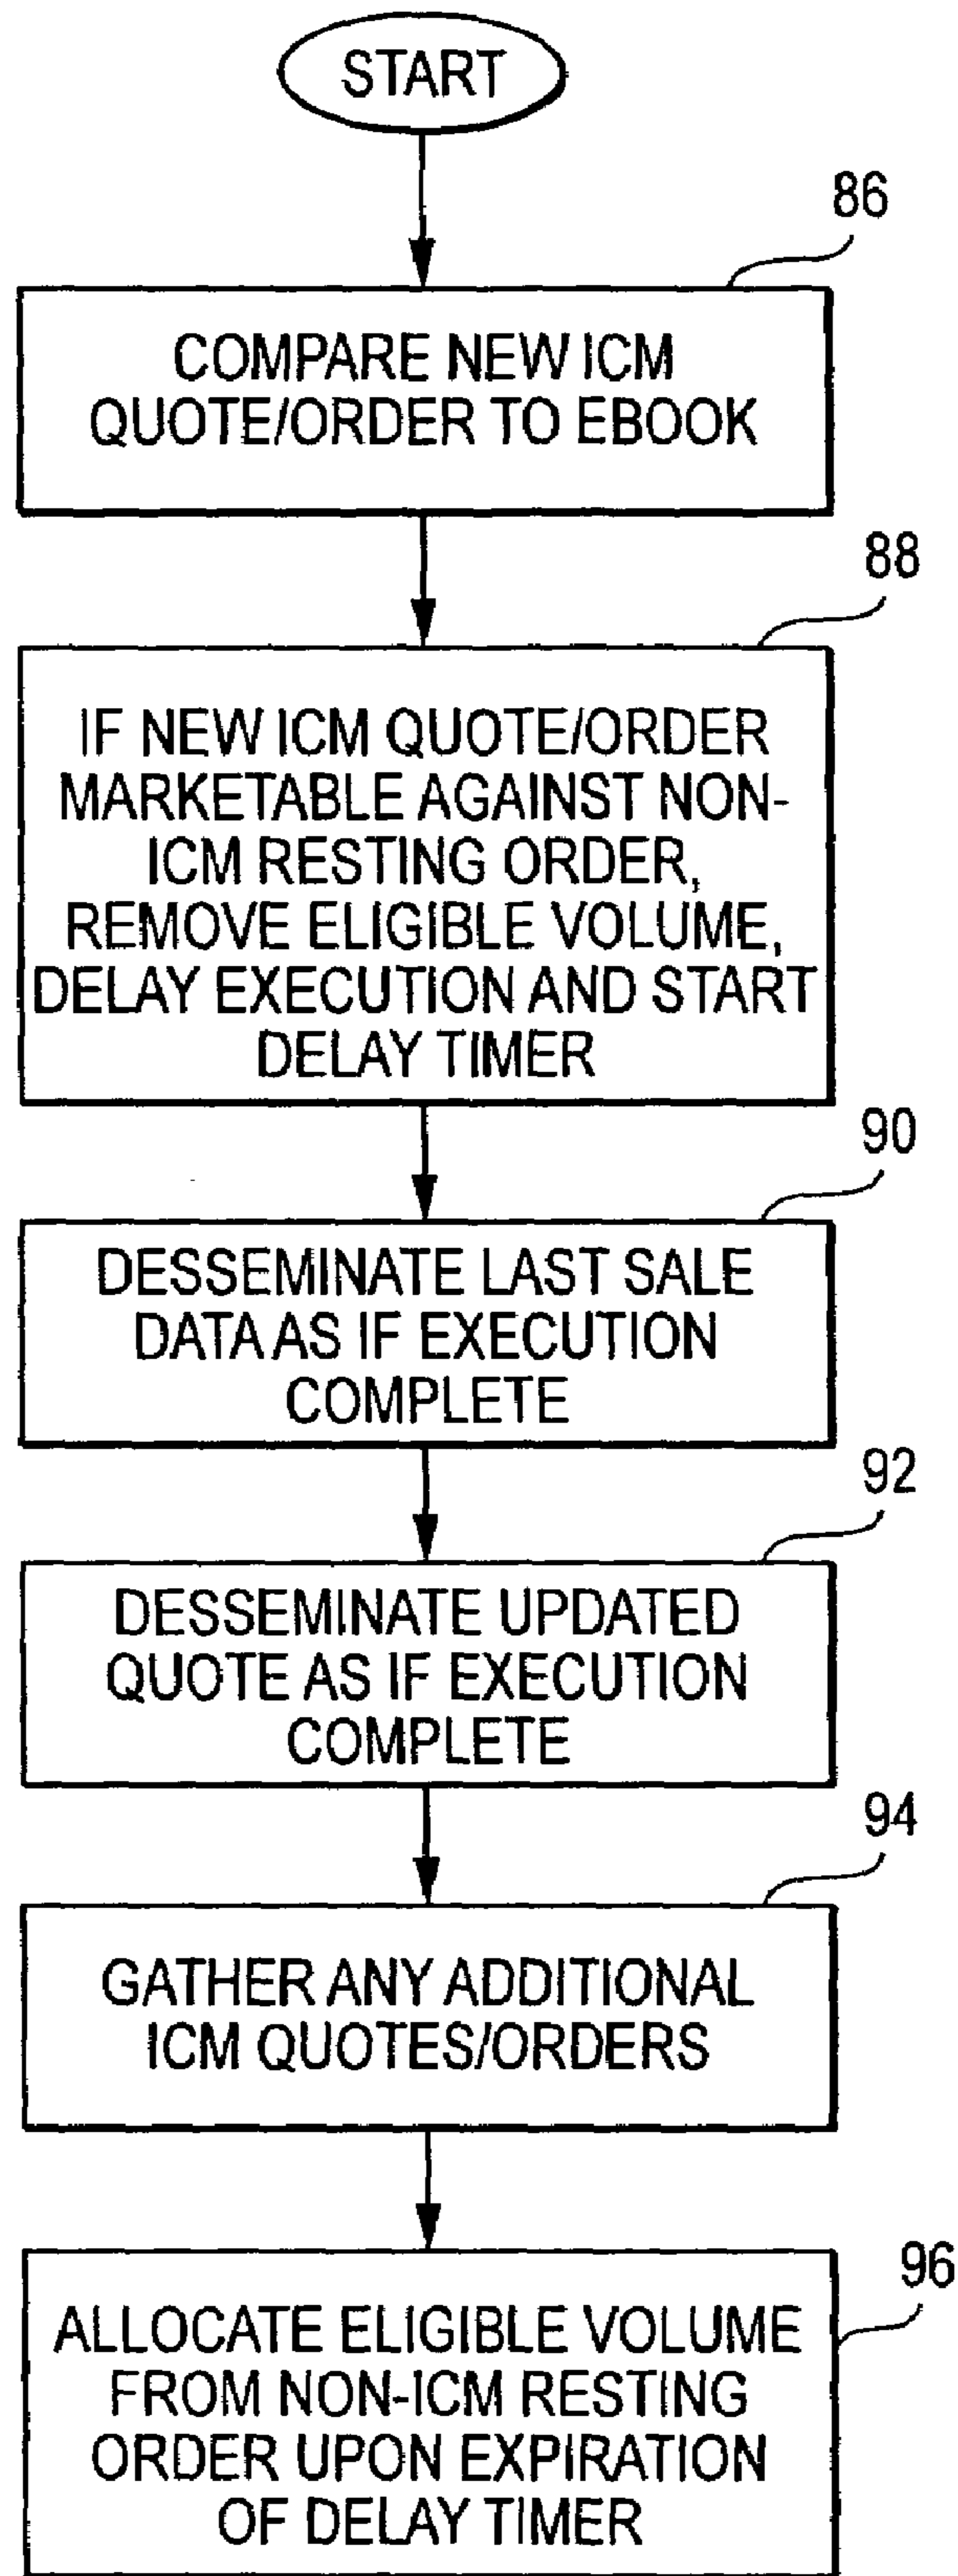 START
86
COMPARE NEW ICM
QUOTE/ORDER TO EBOOK
88
IF NEW ICM QUOTE/ORDER
MARKETABLE AGAINST NON-
ICM RESTING ORDER,
REMOVE ELIGIBLE VOLUME,
DELAY EXECUTION AND START
DELAY TIMER
90
DESSEMINATE LAST SALE
DATA AS IF EXECUTION
COMPLETE
92
DESSEMINATE UPDATED
QUOTE AS IF EXECUTION
COMPLETE
94
GATHER ANY ADDITIONAL
ICM QUOTES/ORDERS
96
ALLOCATE ELIGIBLE VOLUME
FROM NON-ICM RESTING
ORDER UPON EXPIRATION
OF DELAY TIMER